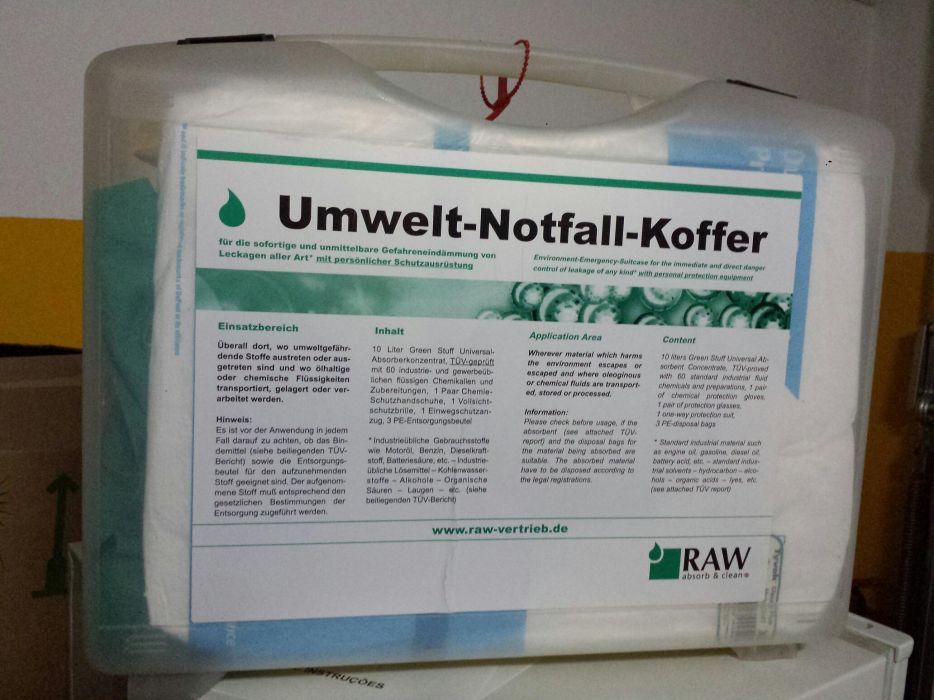 Umwelt-Notfall-Koffer
für die sofortige und unmittelbare Gefahreneindämmung von
Leckagen aller Art* mit persönlicher Schutzausrüstung
Environment-Emergency-Suitcase for the immediate and direct danger
control of leakage of any kind* with personal protection equipment
Einsatzbereich
Überall dort, wo umweltgefähr-
dende Stoffe austreten oder aus-
getreten sind und wo ölhaltige
oder chemische Flüssigkeiten
transportiert, gelagert oder ver-
arbeitet werden.
Hinweis:
Es ist vor der Anwendung in jedem
Fall darauf zu achten, ob das Bin-
demittel (siehe beiliegenden TÜV-
Bericht) sowie die Entsorgungs-
beutel für den aufzunehmenden
Stoff geeignet sind. Der aufgenom-
mene Stoff muß entsprechend den
gesetzlichen Bestimmungen der
Entsorgung zugeführt werden.
Inhalt
10 Liter Green Stuff Universal-
Absorberkonzentrat, TÜV-geprüft
mit 60 industrie- und gewerbeüb-
lichen flüssigen Chemikalien und
Zubereitungen, 1 Paar Chemie-
Schutzhandschuhe, 1 Vollsicht-
schutzbrille, 1 Einwegschutzan-
zug, 3 PE-Entsorgungsbeutel
* Industrieübliche Gebrauchsstoffe
wie Motoröl, Benzin, Dieselkraft-
stoff, Batteriesäure, etc. – Industrie-
übliche Lösemittel – Kohlenwasser-
stoffe – Alkohole – Organische
Säuren – Laugen – etc. (siehe
beiliegenden TÜV-Bericht)
Application Area
Wherever material which harms
the environment escapes or
escaped and where oleoginous
or chemical fluids are transport-
ed, stored or processed.
Information:
Please check before usage, if the
absorbent (see attached TÜV-
report) and the disposal bags for
the material being absorbed are
suitable. The absorbed material
have to be disposed according to
the legal registrations.
Content
10 liters Green Stuff Universal Ab-
sorbent Concentrate, TÜV-proved
with 60 standard industrial fluid
chemicals and preparations, 1 pair
of chemical protection gloves,
1 pair of protection glasses,
1 one-way protection suit,
3 PE-disposal bags
* Standard industrial material such
as engine oil, gasoline, diesel oil,
battery acid, etc. – standard indus-
trial solvents – hydrocarbon – alco-
hols – organic acids – lyes, etc.
(see attached TÜV report)
www.raw-vertrieb.de
RAW
absorb & clean®
Tyvek
INSTRUÇÕES